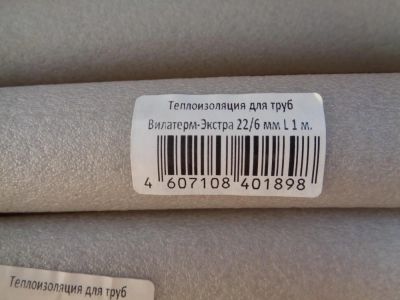 Теплоизоляция для труб
Вилатерм-Экстра 22/6 мм L 1 м.
4 607108 401898
Теплоизоляция для труб